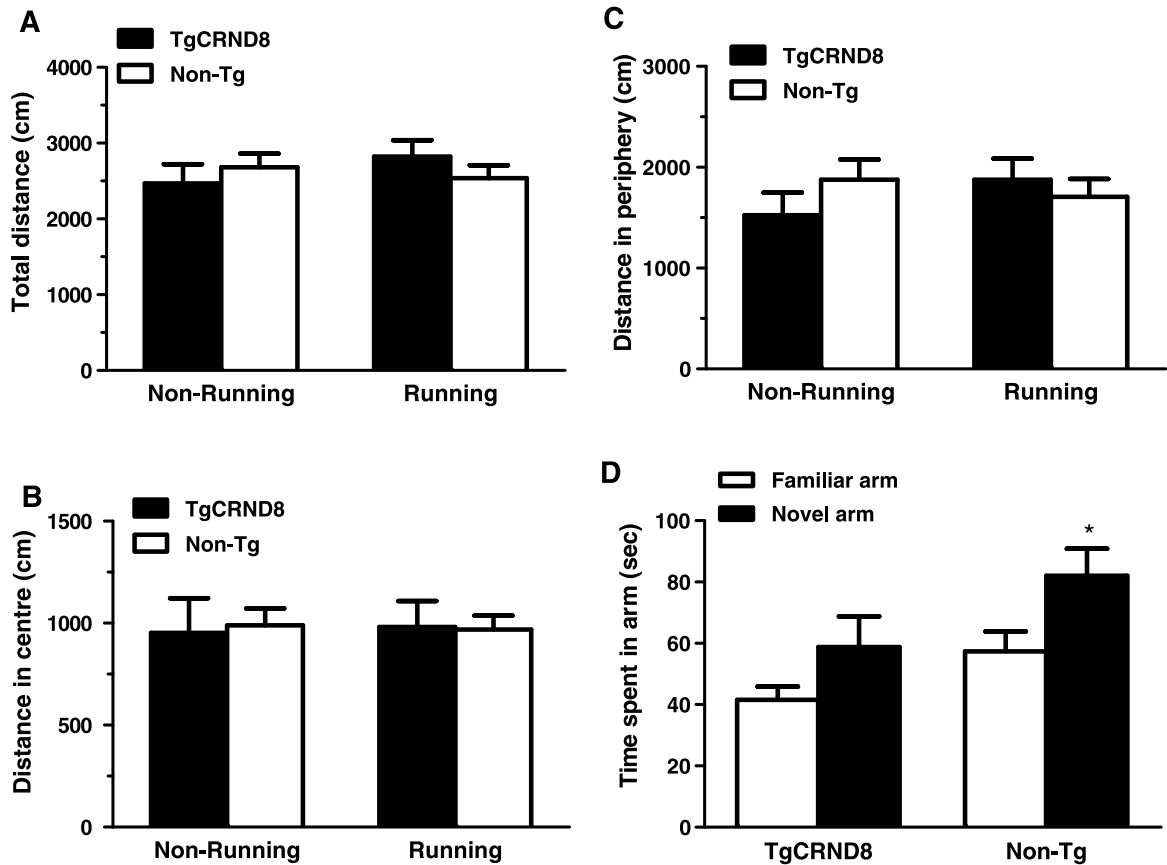 A
TgCRND8
Non-Tg
Total distance (cm)
4000
3000
2000
1000
0
Non-Running Running
C
TgCRND8
Non-Tg
Distance in periphery (cm)
3000
2000
1000
0
Non-Running Running
B
TgCRND8
Non-Tg
Distance in centre (cm)
1500
1000
500
0
Non-Running Running
D
Familiar arm
Novel arm
Time spent in arm (sec)
100
80
60
40
20
0
*
TgCRND8 Non-Tg